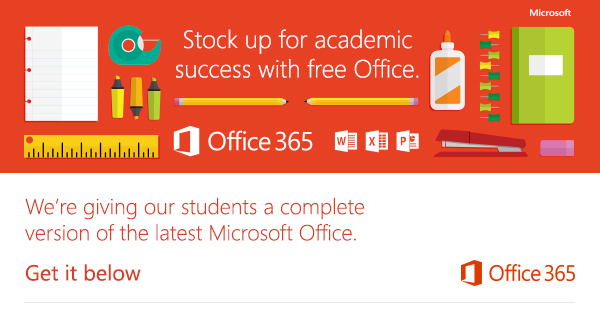 Microsoft
Stock up for academic
success with free Office.
Office 365
W X P
We're giving our students a complete
version of the latest Microsoft Office.
Get it below
Office 365